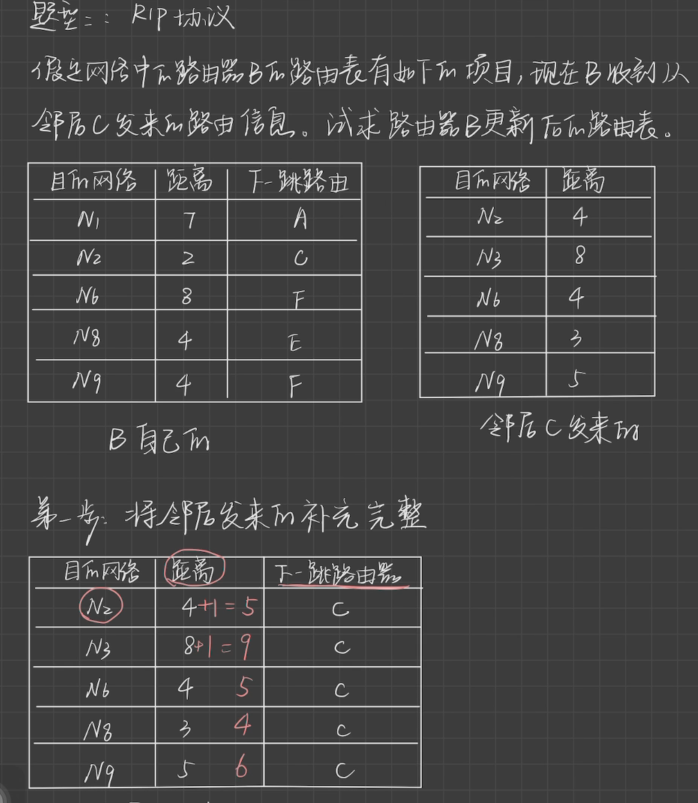 题型二：RIP协议
假定网络中的路由器B的路由表有如下的项目，现在B收到从
邻居C发来的路由信息。试求路由器B更新后的路由表。
目的网络 距离 下一跳路由
N1 7 A
N2 2 C
N6 8 F
N8 4 E
N9 4 F
B自己的
目的网络 距离
N2 4
N3 8
N6 4
N8 3
N9 5
邻居C发来的
第一步：将邻居发来的补充完整
目的网络 距离 下一跳路由器
N2 4+1=5 C
N3 8+1=9 C
N6 4 5 C
N8 3 4 C
N9 5 6 C